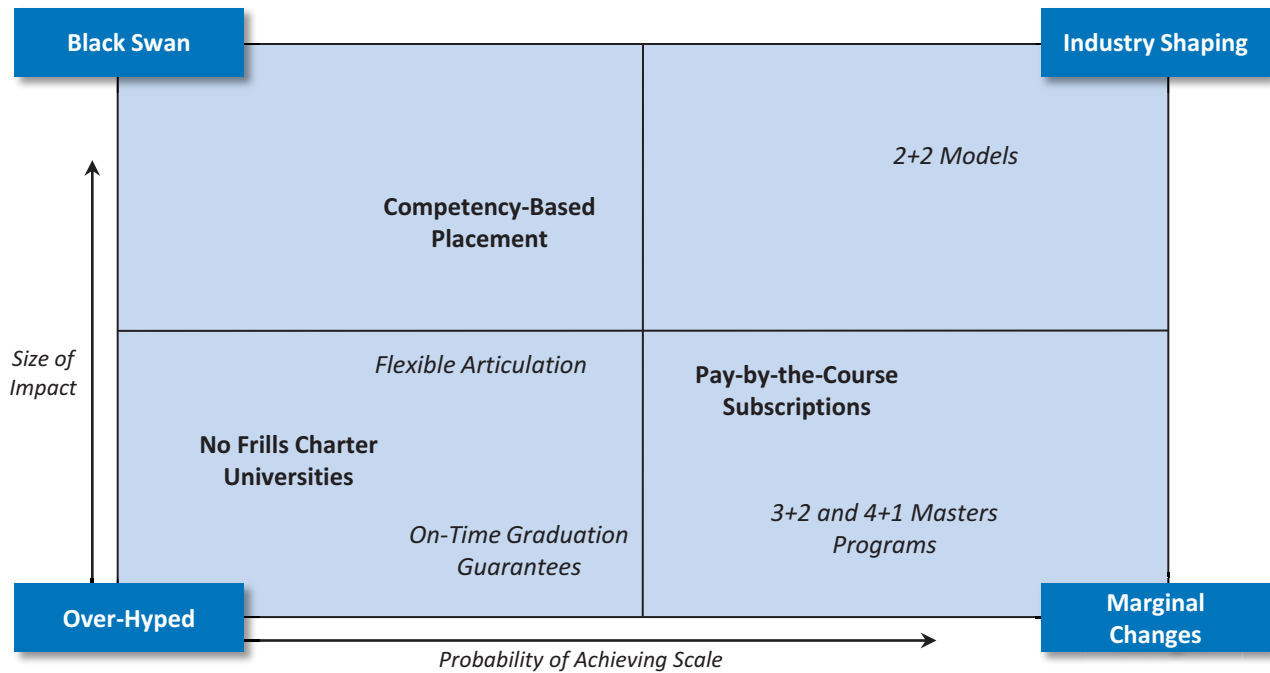 Black Swan
Industry Shaping
2+2 Models
Competency-Based
Placement
Size of
Impact
Flexible Articulation
Pay-by-the-Course
Subscriptions
No Frills Charter
Universities
3+2 and 4+1 Masters
Programs
On-Time Graduation
Guarantees
Over-Hyped
Marginal
Changes
Probability of Achieving Scale